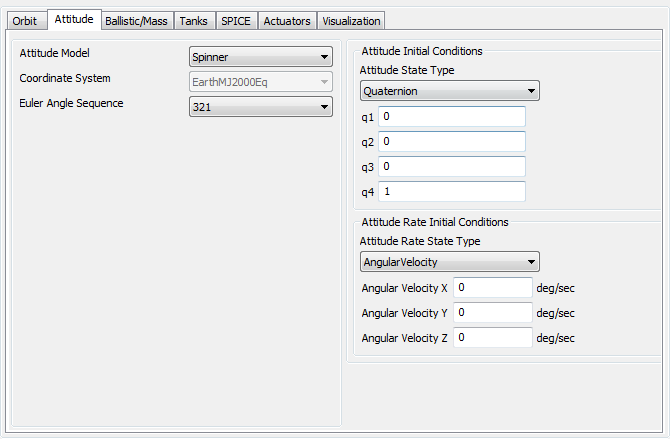 Orbit Attitude Ballistic/Mass Tanks SPICE Actuators Visualization
Attitude Model Spinner
Coordinate System EarthMJ2000Eq
Euler Angle Sequence 321
Attitude Initial Conditions
Attitude State Type
Quaternion
q1 0
q2 0
q3 0
q4 1
Attitude Rate Initial Conditions
Attitude Rate State Type
AngularVelocity
Angular Velocity X 0 deg/sec
Angular Velocity Y 0 deg/sec
Angular Velocity Z 0 deg/sec